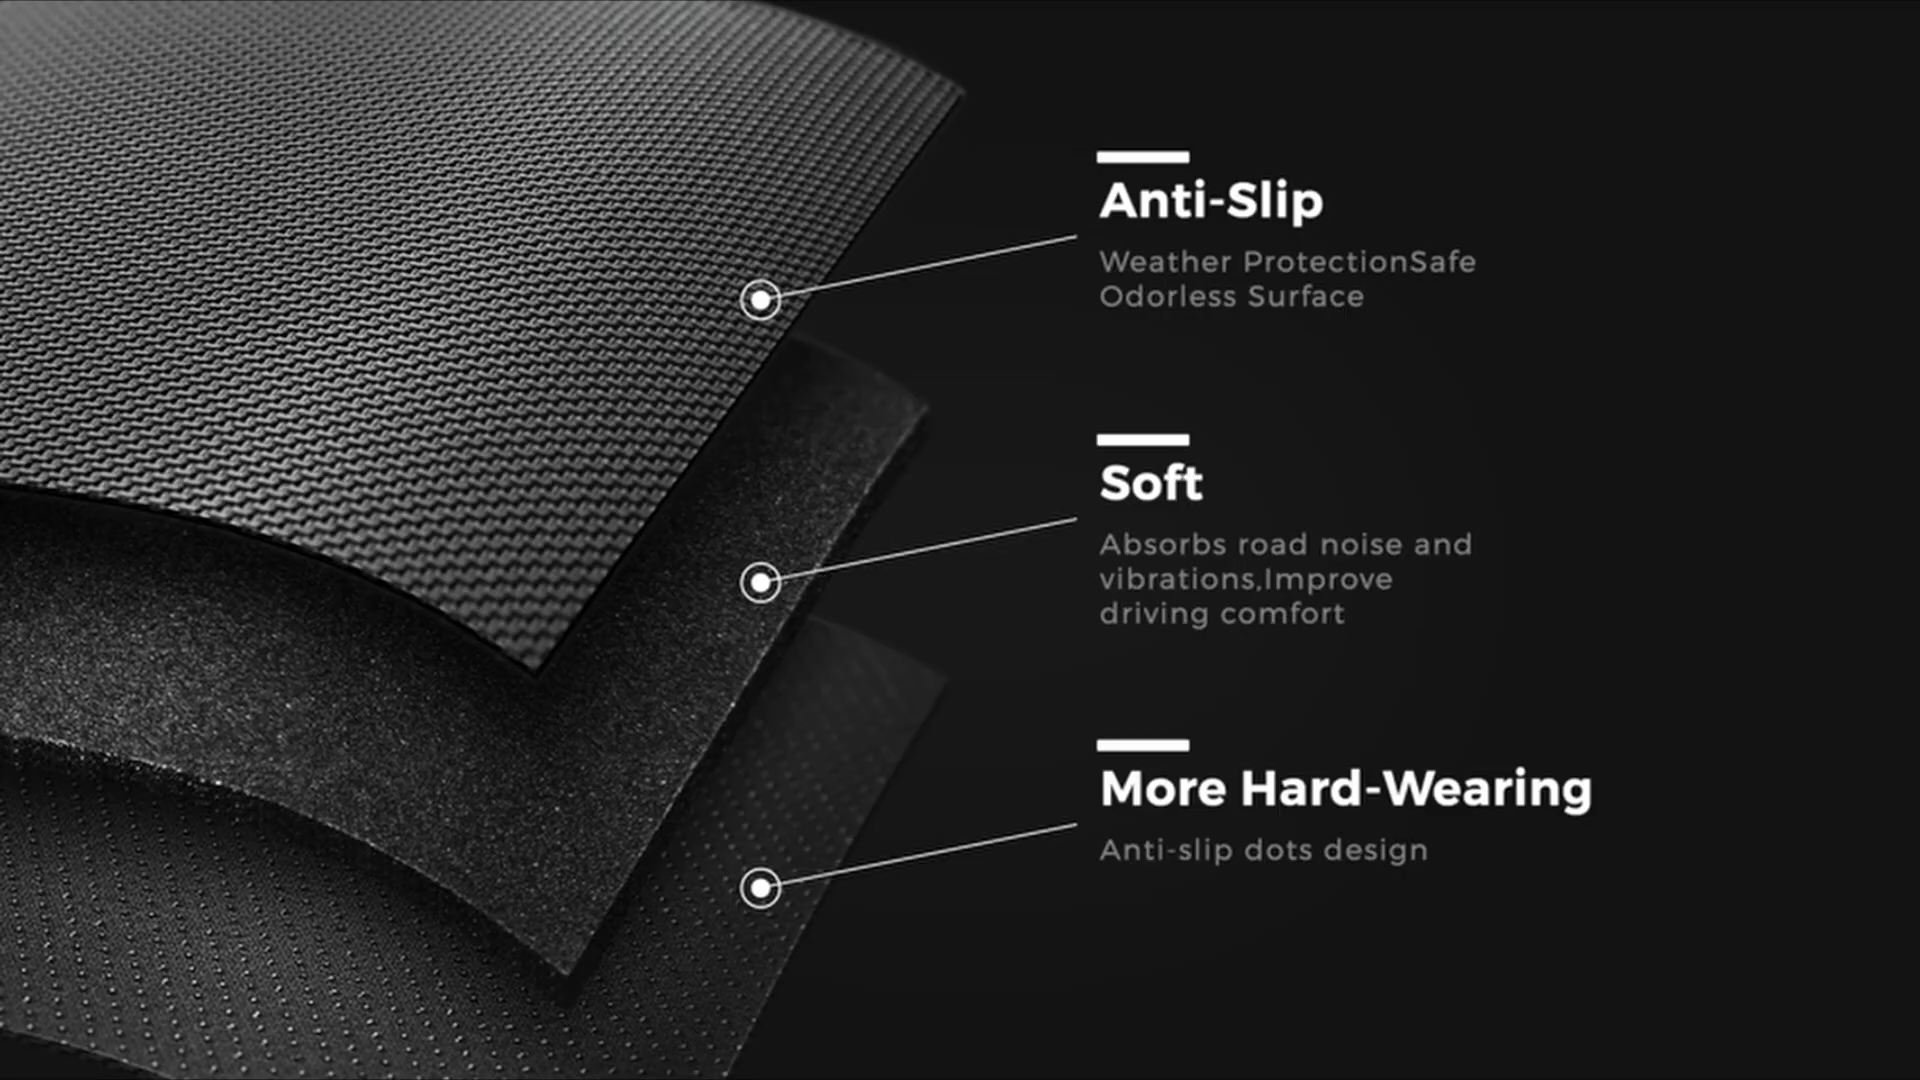 Anti-Slip
Weather ProtectionSafe
Odorless Surface
Soft
Absorbs road noise and
vibrations,Improve
driving comfort
More Hard-Wearing
Anti-slip dots design